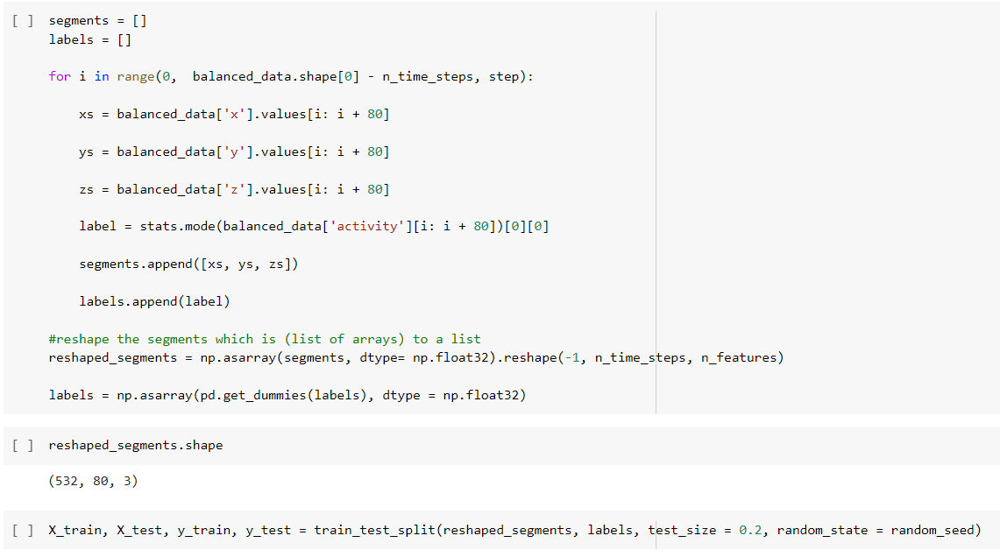 [ ] segments = []
labels = []
for i in range(0,  balanced_data.shape[0] - n_time_steps, step):
xs = balanced_data['x'].values[i: i + 80]
ys = balanced_data['y'].values[i: i + 80]
zs = balanced_data['z'].values[i: i + 80]
label = stats.mode(balanced_data['activity'][i: i + 80])[0][0]
segments.append([xs, ys, zs])
labels.append(label)
#reshape the segments which is (list of arrays) to a list
reshaped_segments = np.asarray(segments, dtype= np.float32).reshape(-1, n_time_steps, n_features)
labels = np.asarray(pd.get_dummies(labels), dtype = np.float32)
[ ] reshaped_segments.shape
(532, 80, 3)
[ ] X_train, X_test, y_train, y_test = train_test_split(reshaped_segments, labels, test_size = 0.2, random_state = random_seed)